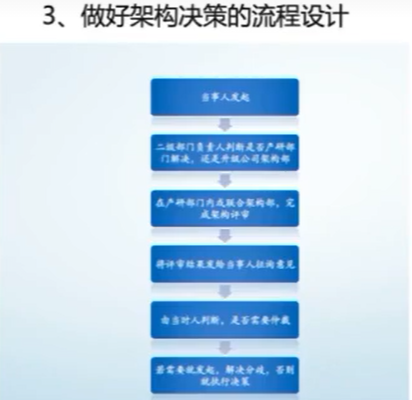 3、做好架构决策的流程设计
当事人发起
二级部门负责人判断是否产研部
门解决，还是升级公司架构部
在产研部门内或联合架构部，完
成架构评审
将评审结果发给当事人征询意见
由当时人判断，是否需要仲裁
若需要就发起，解决分歧，否则
就执行决策